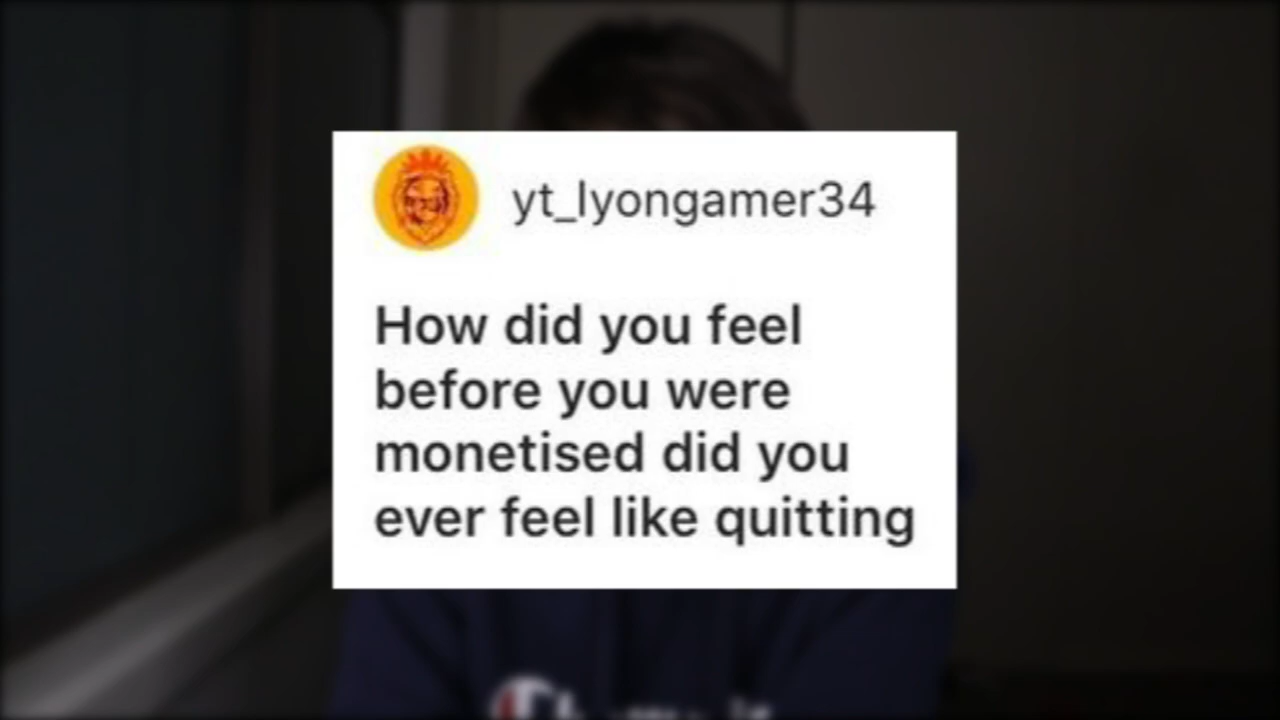 yt_lyongamer34
How did you feel
before you were
monetised did you
ever feel like quitting